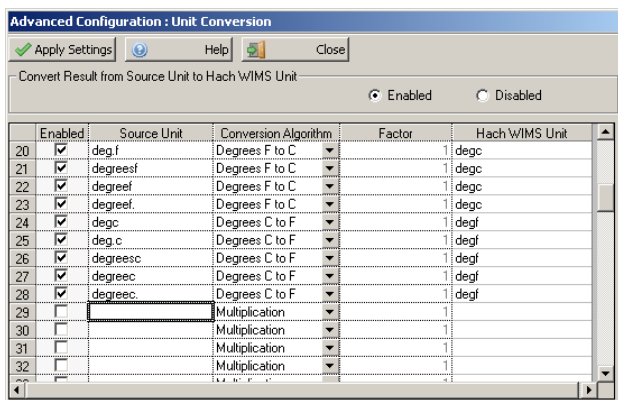 Advanced Configuration : Unit Conversion
Apply Settings Help Close
Convert Result from Source Unit to Hach WIMS Unit
Enabled Disabled
Enabled Source Unit Conversion Algorithm Factor Hach WIMS Unit
20 deg.f Degrees F to C 1 degc
21 degreesf Degrees F to C 1 degc
22 degreef Degrees F to C 1 degc
23 degreef. Degrees F to C 1 degc
24 degc Degrees C to F 1 degf
25 deg.c Degrees C to F 1 degf
26 degreesc Degrees C to F 1 degf
27 degreec Degrees C to F 1 degf
28 degreec. Degrees C to F 1 degf
29 Multiplication 1
30 Multiplication 1
31 Multiplication 1
32 Multiplication 1